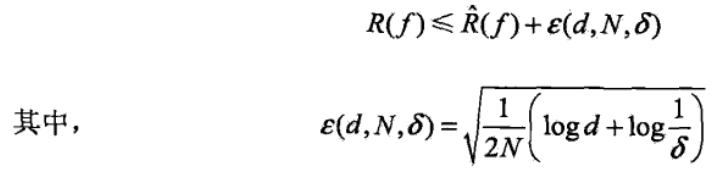 R(f) ≤ R̂(f) + ε(d, N, δ)
其中， ε(d, N, δ) = √(1/2N (log d + log 1/δ))